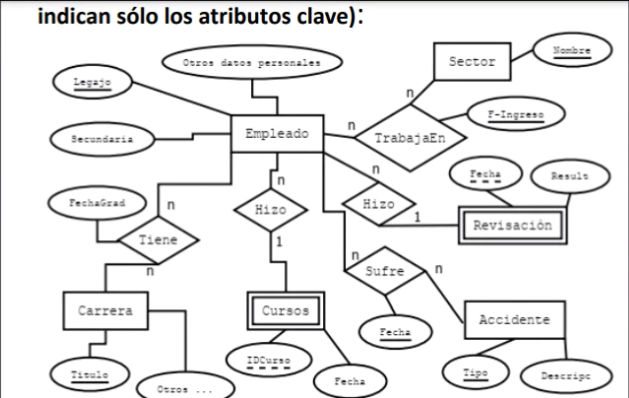 indican sólo los atributos clave):
Otros datos personales
Sector
Nombre
Legajo
n
F-Ingreso
Empleado
n
TrabajaEn
Secundaria
n
Fecha
Result
FechaGrad
n
n
Hizo
Hizo
1
Revisación
Tiene
1
n
n
Sufre
n
Carrera
Cursos
Accidente
Fecha
IDCurso
Titulo
Fecha
Tipo
Descripc
Otros ...